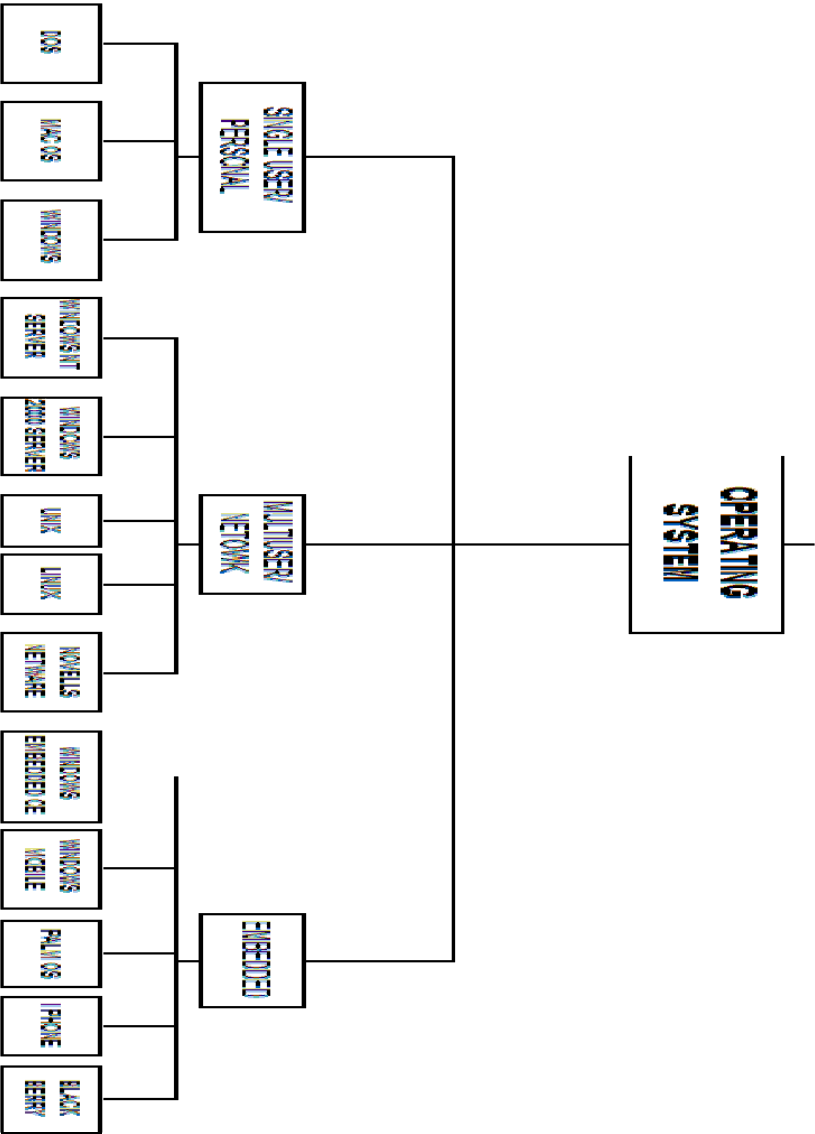 OPERATING
SYSTEM
SINGLE USER/
PERSONAL
MULTIUSER/
NETOWK
EMBEDDED
DOS
MAC OS
WINDOWS
WINDOWS NT
SERVER
WINDOWS
2000 SERVER
UNIX
LINUX
NOVELLS
NETWARE
WINDOWS
EMBEDDED CE
WINDOWS
MOBILE
PALM OS
I PHONE
BLACK
BERRY